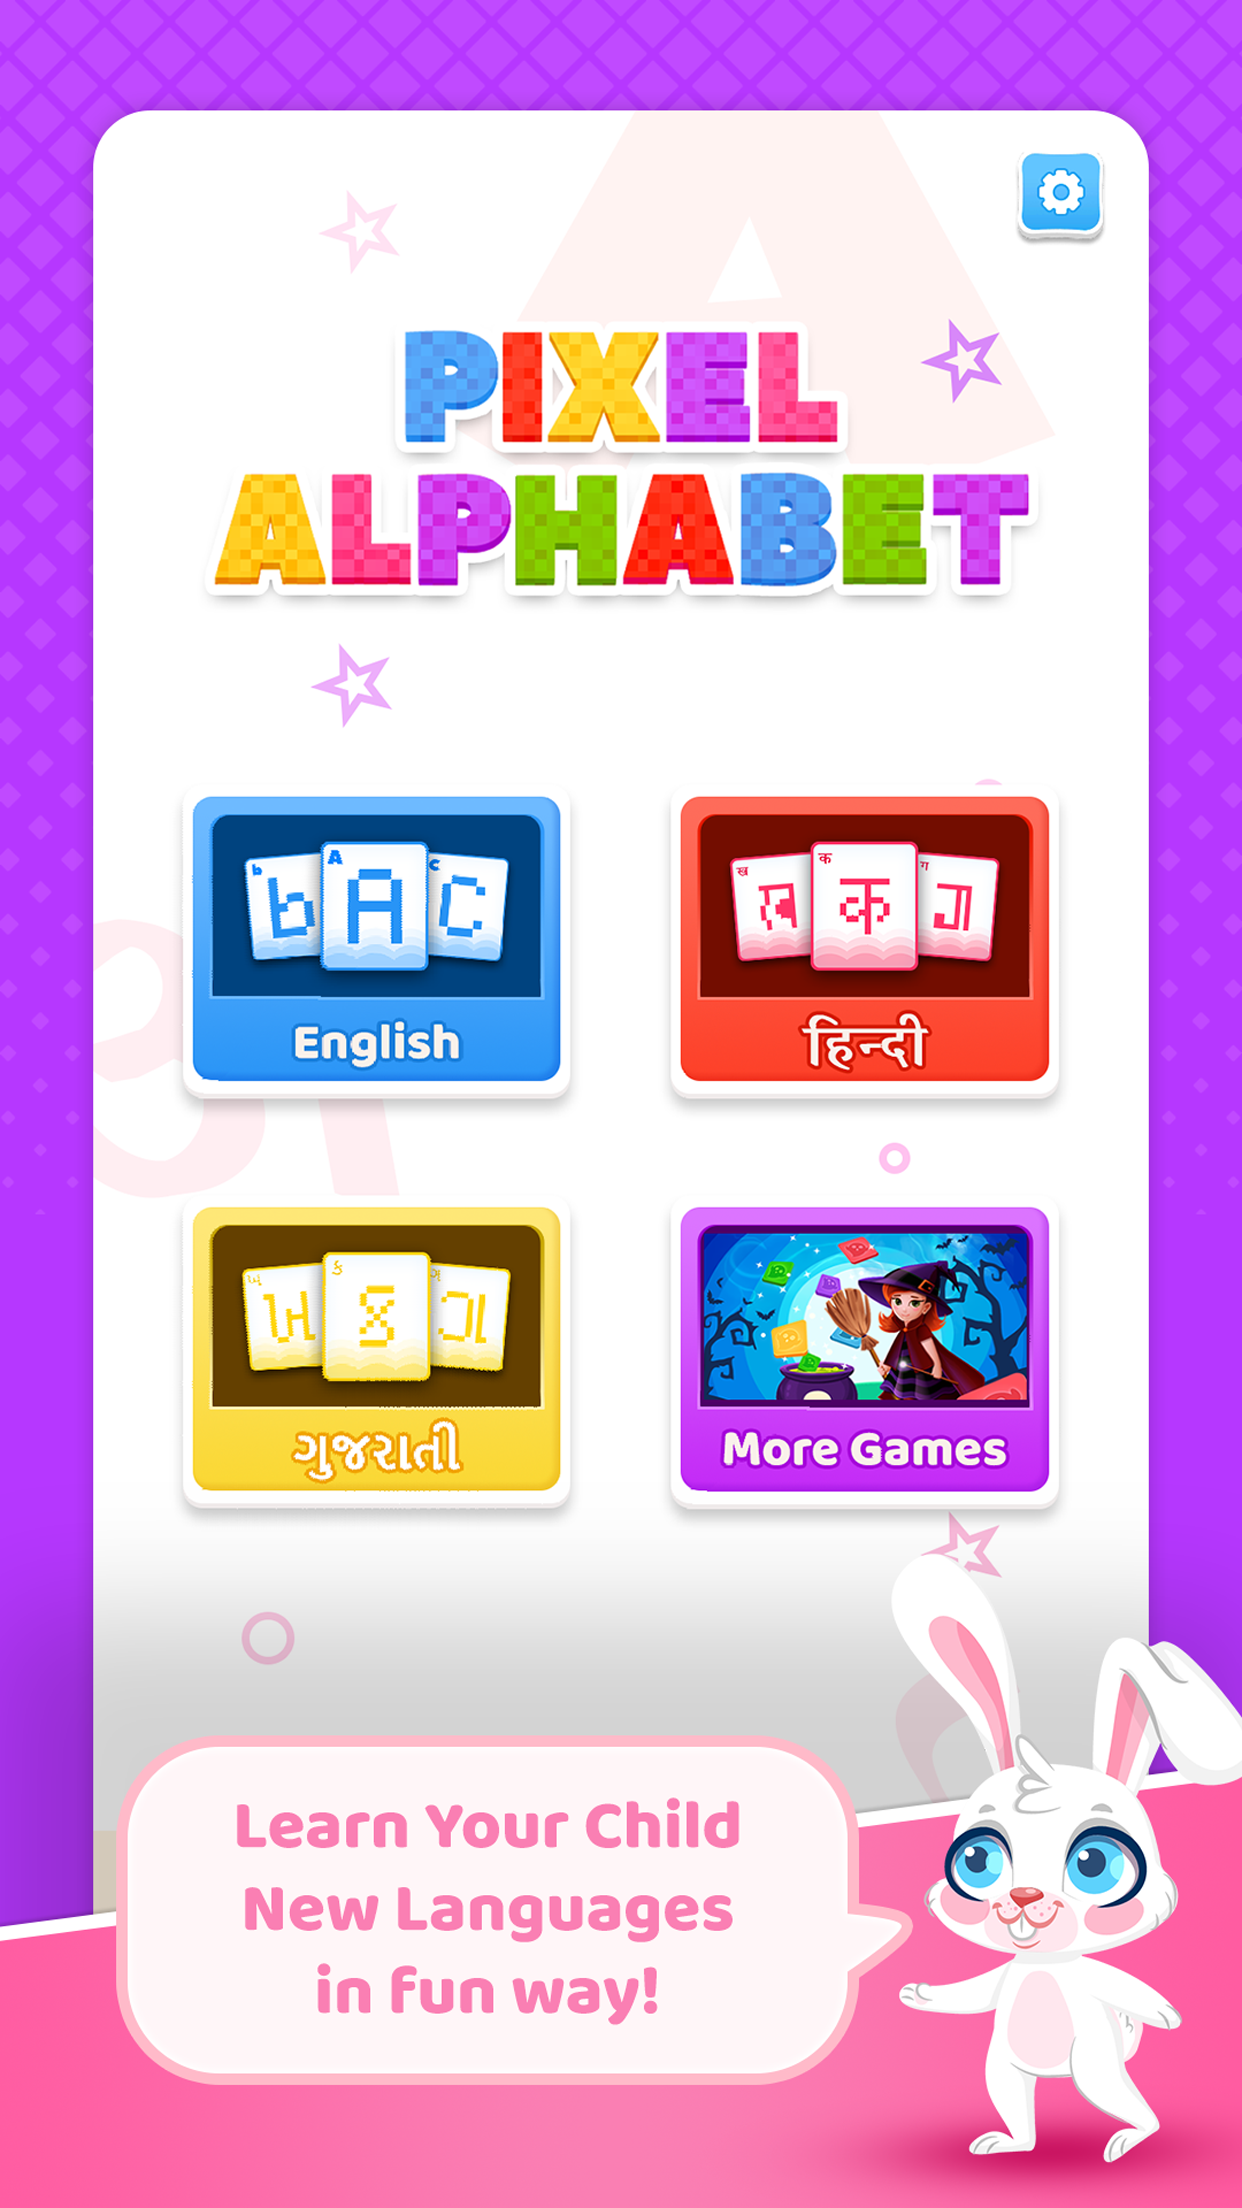 PIXEL
ALPHABET
b A C
b A C
English
ख क ग
ख क ग
हिन्दी
ખ ક ગ
ખ ક ગ
ગુજરાતી
More Games
Learn Your Child
New Languages
in fun way!